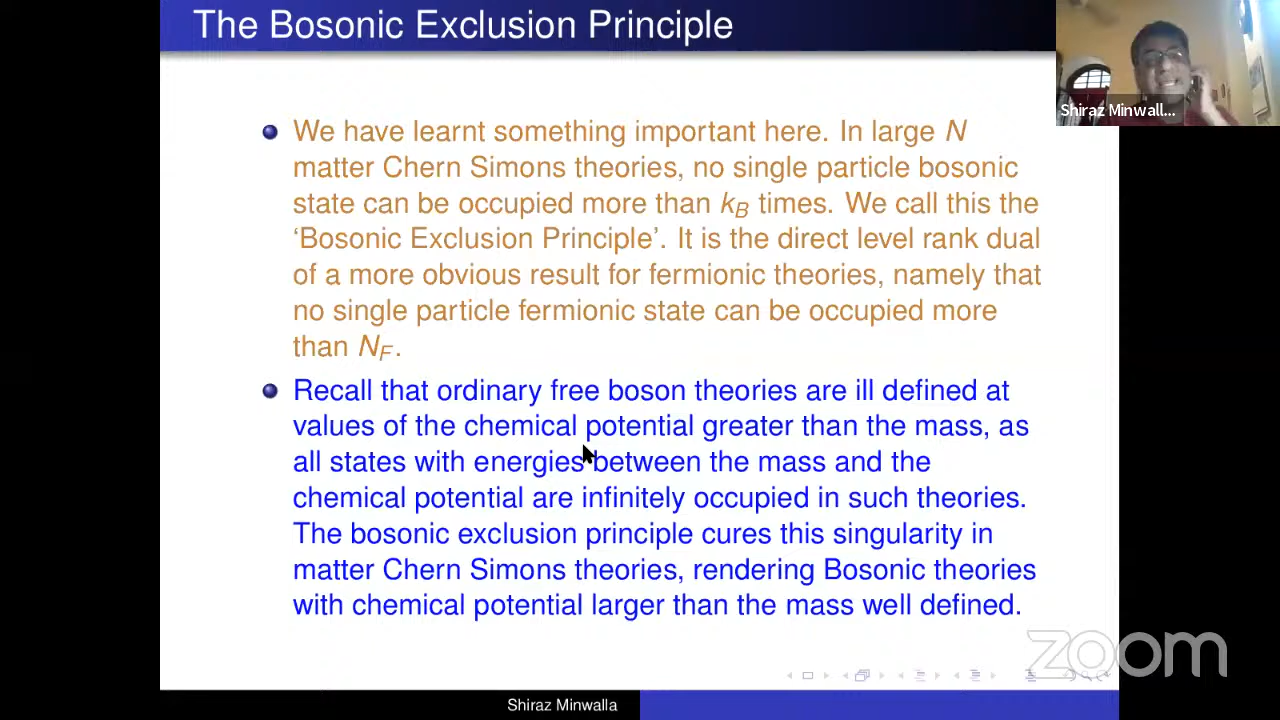 The Bosonic Exclusion Principle
Shiraz Minwall...
We have learnt something important here. In large N
matter Chern Simons theories, no single particle bosonic
state can be occupied more than k_B times. We call this the
‘Bosonic Exclusion Principle’. It is the direct level rank dual
of a more obvious result for fermionic theories, namely that
no single particle fermionic state can be occupied more
than N_F.
Recall that ordinary free boson theories are ill defined at
values of the chemical potential greater than the mass, as
all states with energies between the mass and the
chemical potential are infinitely occupied in such theories.
The bosonic exclusion principle cures this singularity in
matter Chern Simons theories, rendering Bosonic theories
with chemical potential larger than the mass well defined.
zoom
Shiraz Minwalla